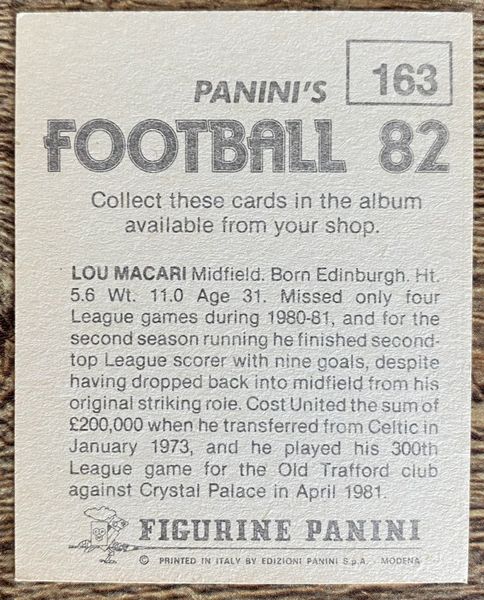 163
PANINI'S
FOOTBALL 82
Collect these cards in the album
available from your shop.
LOU MACARI Midfield. Born Edinburgh. Ht.
5.6 Wt. 11.0 Age 31. Missed only four
League games during 1980-81, and for the
second season running he finished second-
top League scorer with nine goals, despite
having dropped back into midfield from his
original striking role. Cost United the sum of
£200,000 when he transferred from Celtic in
January 1973, and he played his 300th
League game for the Old Trafford club
against Crystal Palace in April 1981.
FIGURINE PANINI
© PRINTED IN ITALY BY EDIZIONI PANINI S.p.A. - MODENA